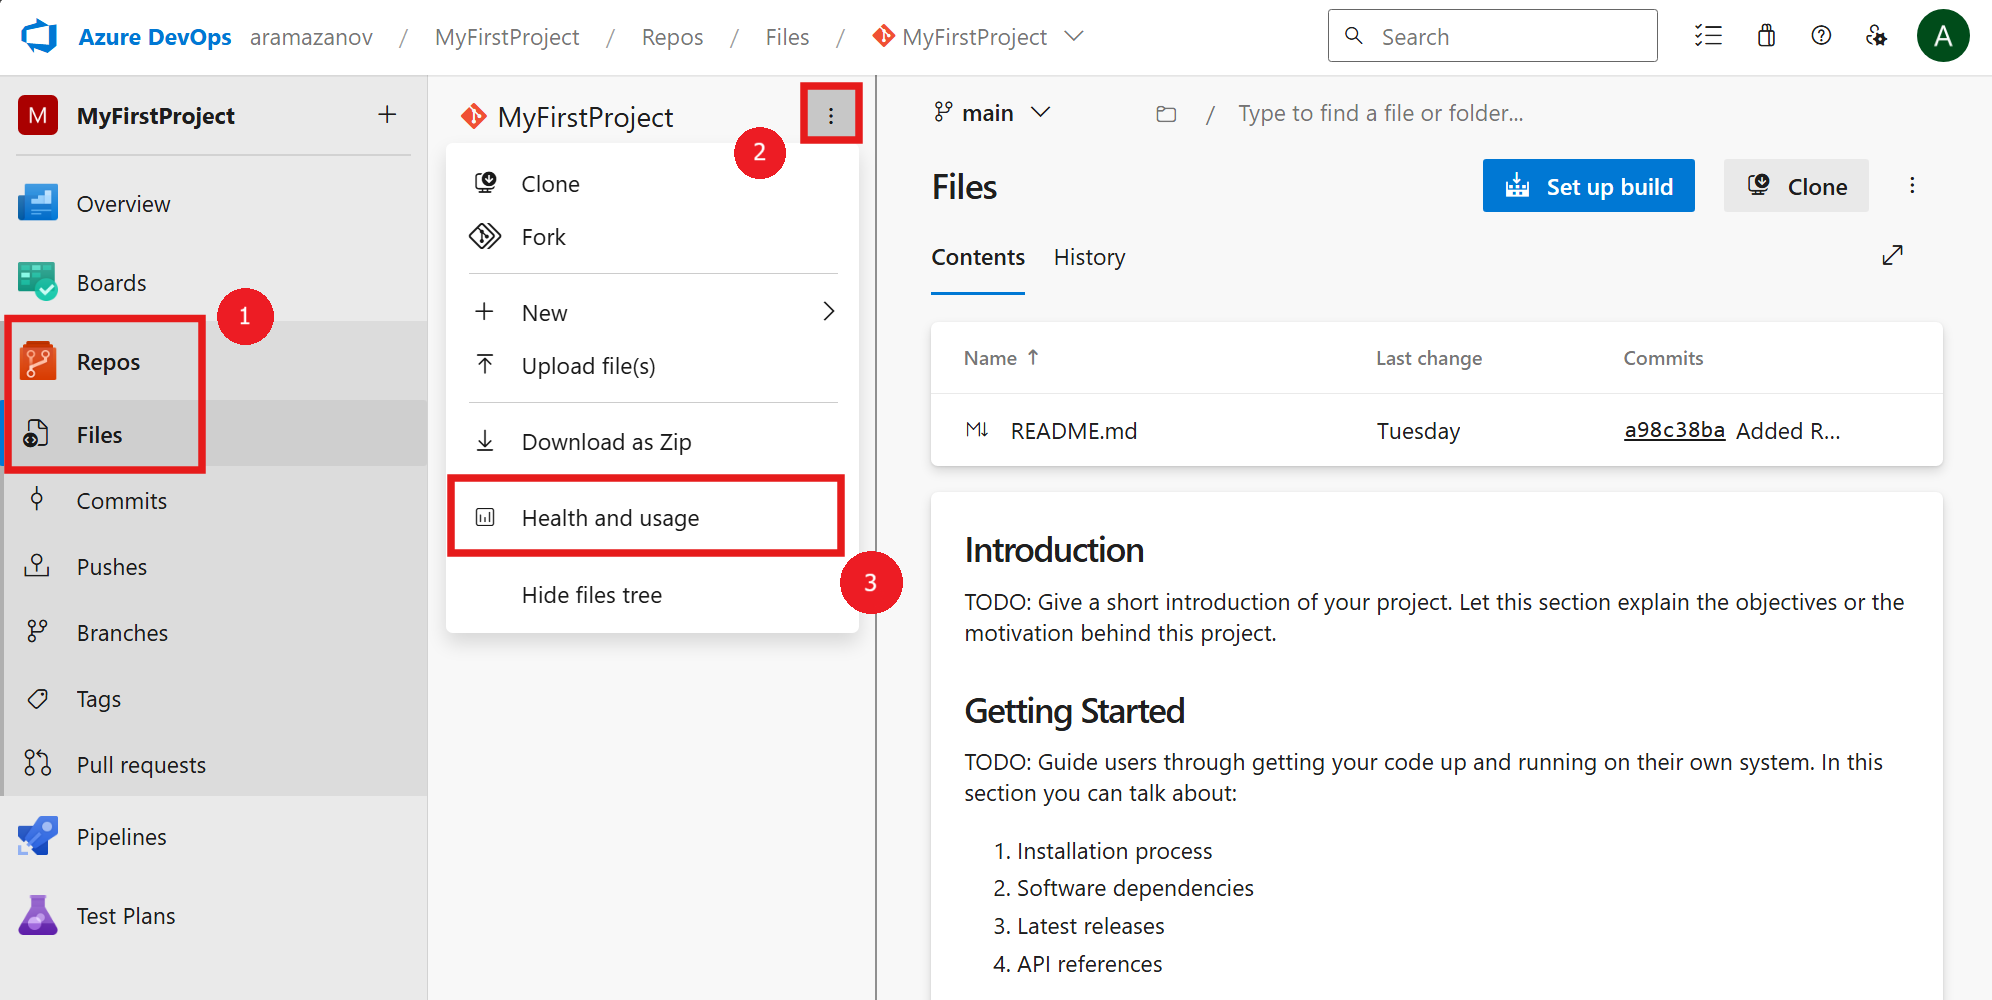 Azure DevOps aramazanov / MyFirstProject / Repos / Files / MyFirstProject
Search
A
M MyFirstProject
Overview
Boards
1
Repos
Files
Commits
Pushes
Branches
Tags
Pull requests
Pipelines
Test Plans
MyFirstProject
2
Clone
Fork
New
Upload file(s)
Download as Zip
Health and usage
3
Hide files tree
main / Type to find a file or folder...
Files
Set up build
Clone
Contents History
Name ↑ Last change Commits
M↓ README.md Tuesday a98c38ba Added R...
Introduction
TODO: Give a short introduction of your project. Let this section explain the objectives or the
motivation behind this project.
Getting Started
TODO: Guide users through getting your code up and running on their own system. In this
section you can talk about:
1. Installation process
2. Software dependencies
3. Latest releases
4. API references